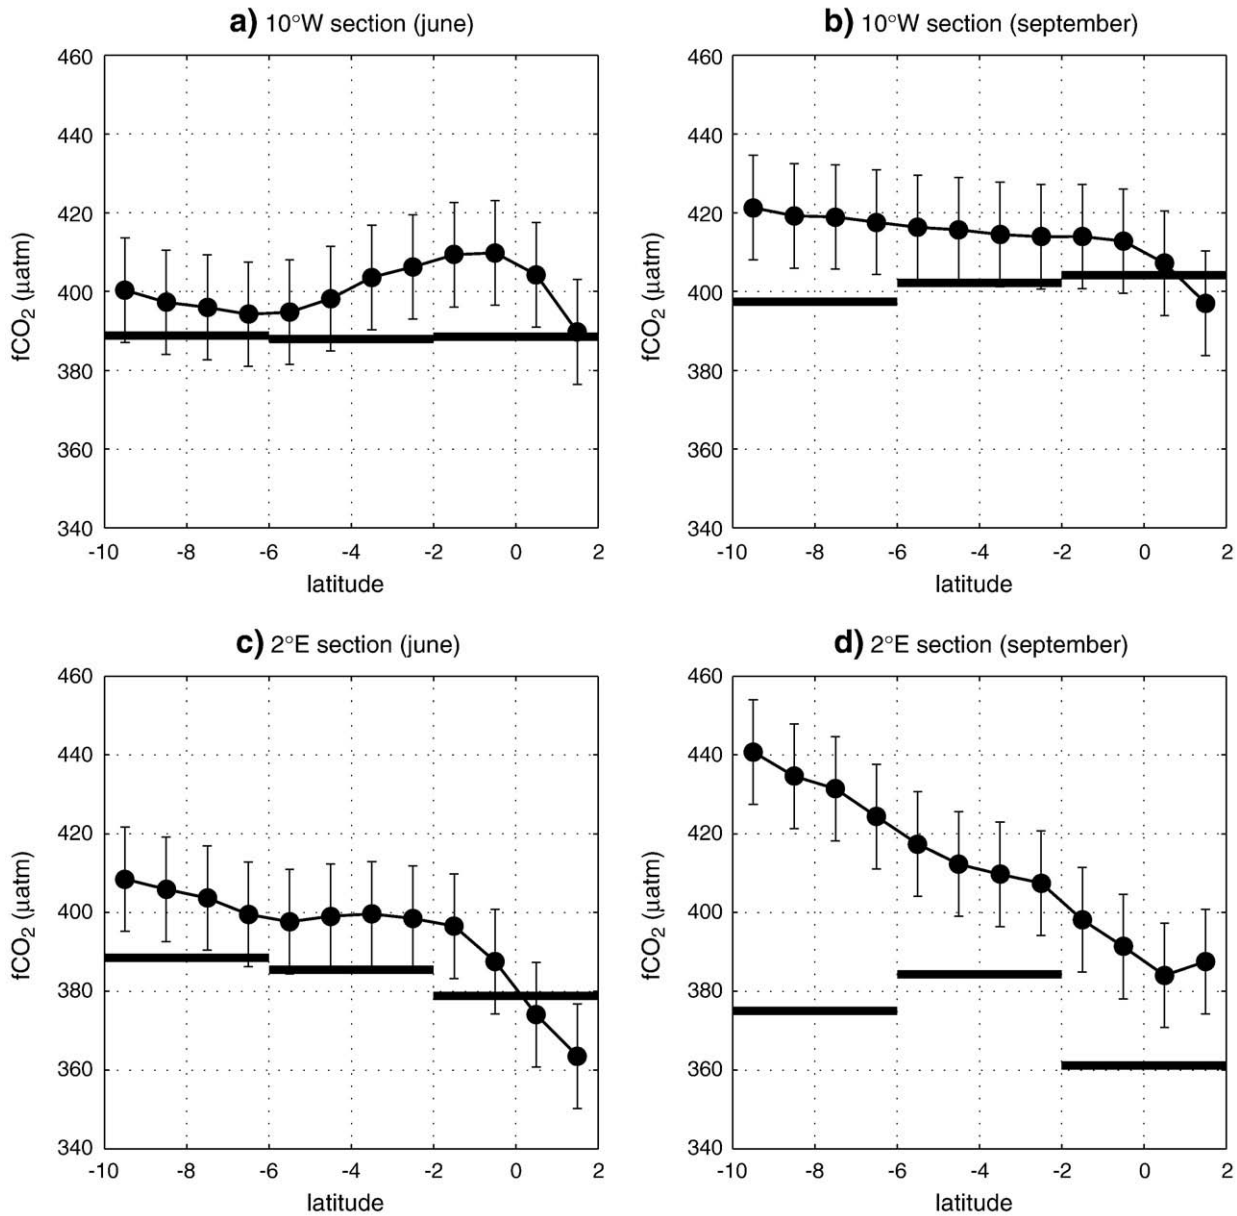 a) 10°W section (june)
460
440
420
400
380
360
340
fCO2 (µatm)
-10 -8 -6 -4 -2 0 2
latitude
b) 10°W section (september)
460
440
420
400
380
360
340
fCO2 (µatm)
-10 -8 -6 -4 -2 0 2
latitude
c) 2°E section (june)
460
440
420
400
380
360
340
fCO2 (µatm)
-10 -8 -6 -4 -2 0 2
latitude
d) 2°E section (september)
460
440
420
400
380
360
340
fCO2 (µatm)
-10 -8 -6 -4 -2 0 2
latitude